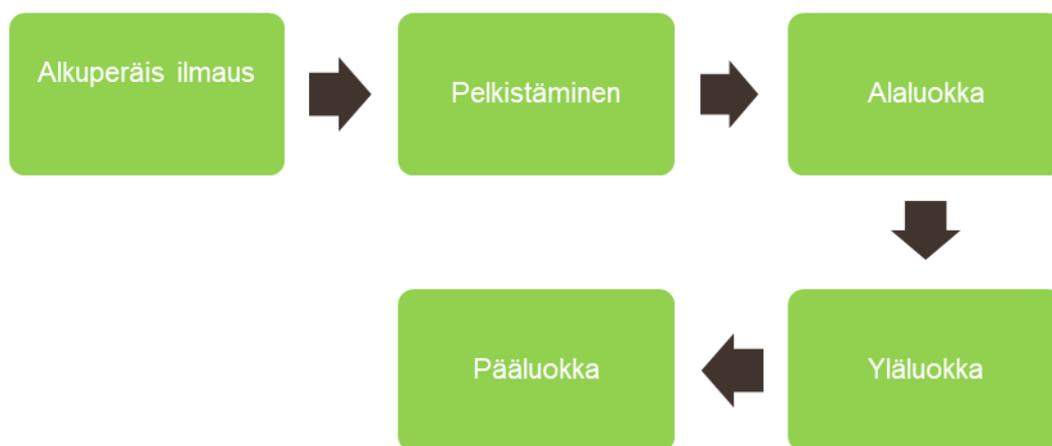 Alkuperäis ilmaus
Pelkistäminen
Alaluokka
Yläluokka
Pääluokka